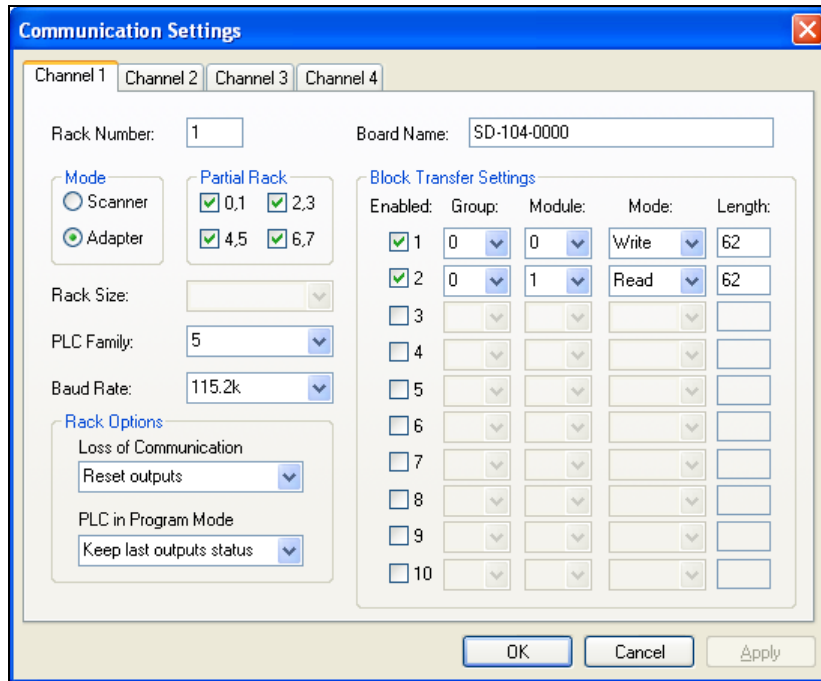 Communication Settings
Channel 1 Channel 2 Channel 3 Channel 4
Rack Number: 1
Board Name: SD-104-0000
Mode
Scanner
Adapter
Partial Rack
0,1 2,3
4,5 6,7
Rack Size:
PLC Family: 5
Baud Rate: 115.2k
Rack Options
Loss of Communication
Reset outputs
PLC in Program Mode
Keep last outputs status
Block Transfer Settings
Enabled: Group: Module: Mode: Length:
1 0 0 Write 62
2 0 1 Read 62
3
4
5
6
7
8
9
10
OK Cancel Apply